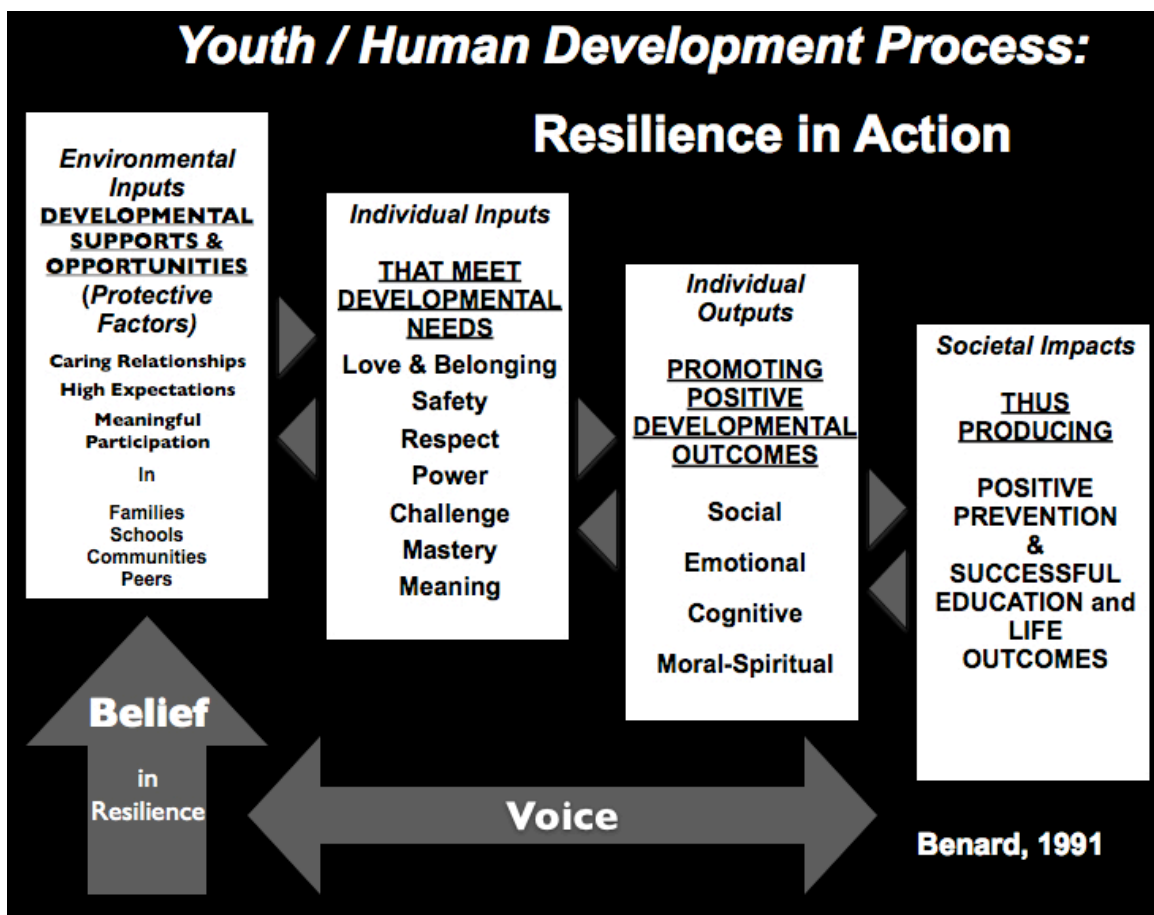 Youth / Human Development Process:
Resilience in Action
Environmental
Inputs
DEVELOPMENTAL
SUPPORTS &
OPPORTUNITIES
(Protective
Factors)
Caring Relationships
High Expectations
Meaningful
Participation
In
Families
Schools
Communities
Peers
Individual Inputs
THAT MEET
DEVELOPMENTAL
NEEDS
Love & Belonging
Safety
Respect
Power
Challenge
Mastery
Meaning
Individual
Outputs
PROMOTING
POSITIVE
DEVELOPMENTAL
OUTCOMES
Social
Emotional
Cognitive
Moral-Spiritual
Societal Impacts
THUS
PRODUCING
POSITIVE
PREVENTION
&
SUCCESSFUL
EDUCATION and
LIFE
OUTCOMES
Belief
in
Resilience
Voice
Benard, 1991